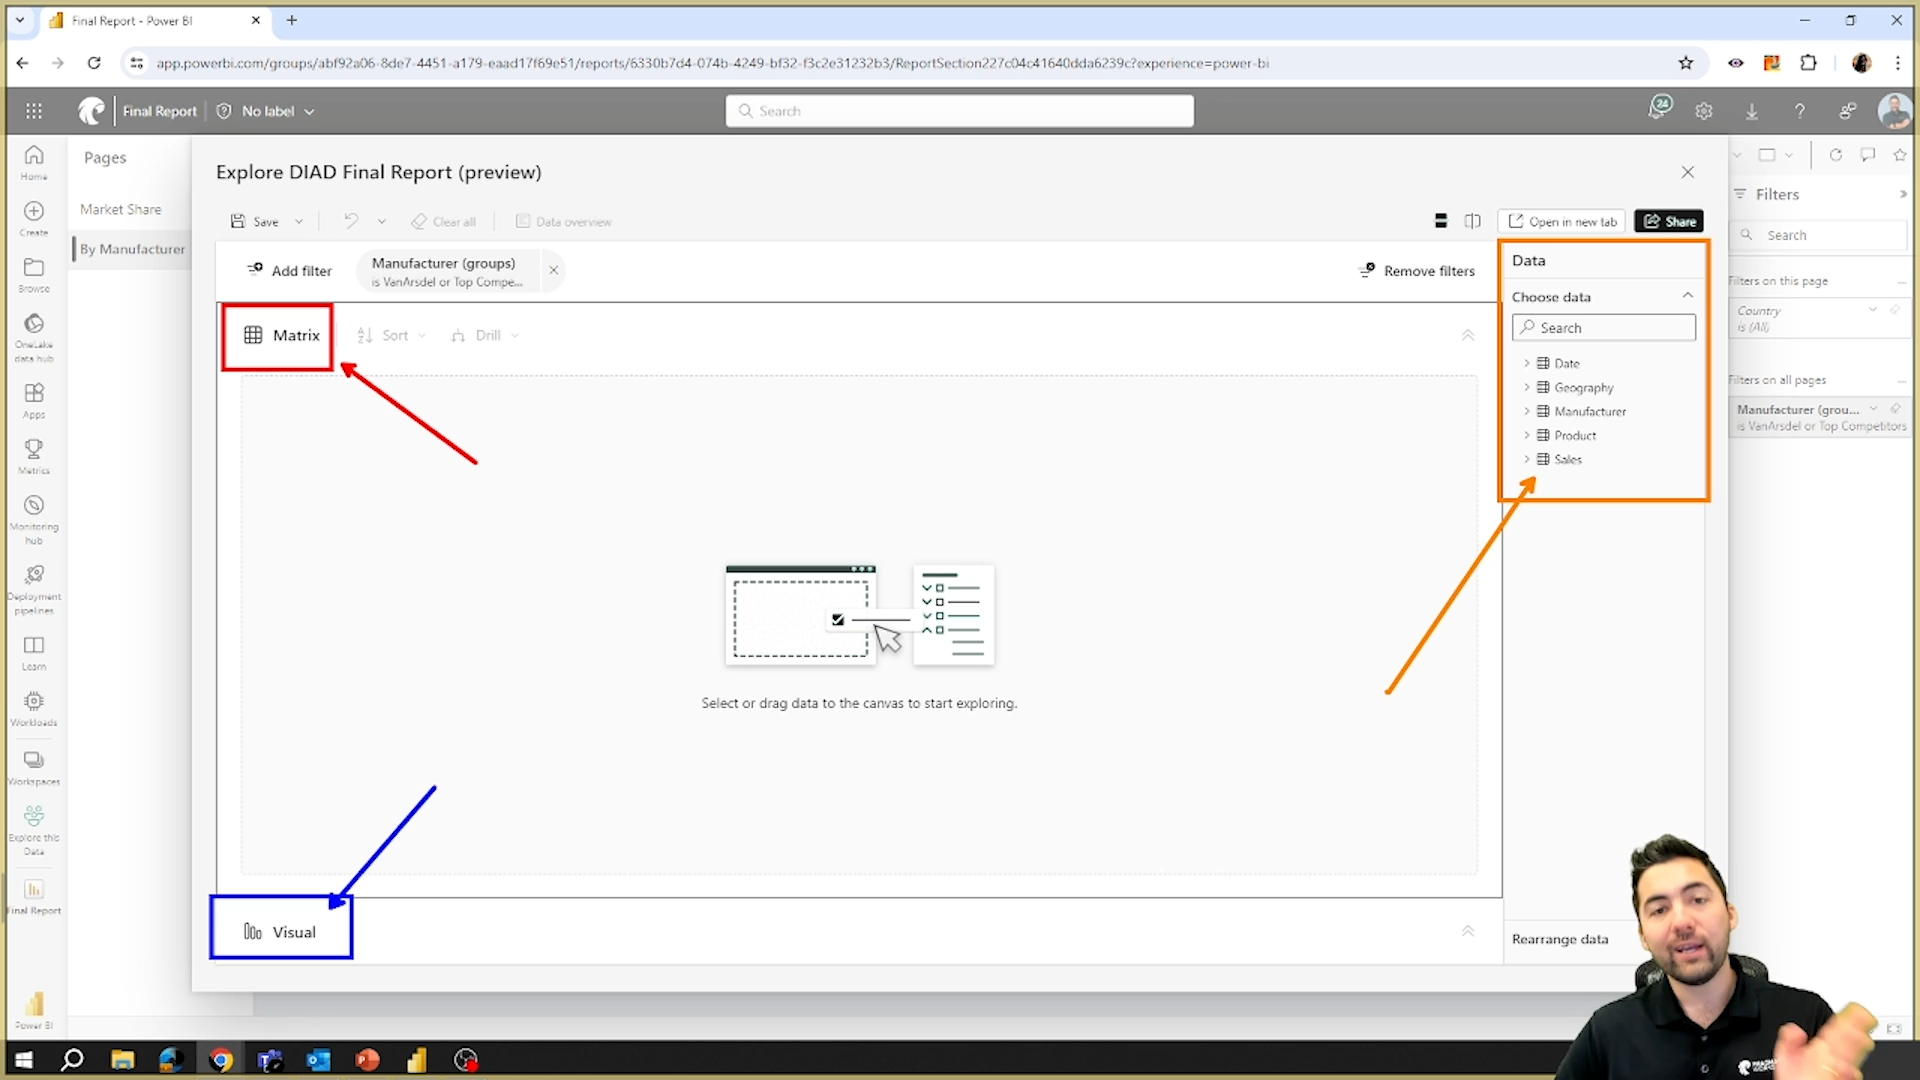 Final Report - Power BI
app.powerbi.com/groups/abf92a06-8de7-4451-a179-eaad17f69e51/reports/6330b7d4-074b-4249-bf32-f3c2e31232b3/ReportSection227c04c41640dda6239c?experience=power-bi
Final Report
No label
Search
24
Home
Create
Browse
OneLake
data hub
Apps
Metrics
Monitoring
hub
Deployment
pipelines
Learn
Workloads
Workspaces
Explore this
Data
Final Report
Power BI
Pages
Market Share
By Manufacturer
Explore DIAD Final Report (preview)
Save
Clear all
Data overview
Open in new tab
Share
Add filter
Manufacturer (groups)
is VanArsdel or Top Compe...
Remove filters
Matrix
Sort
Drill
Select or drag data to the canvas to start exploring.
Visual
Data
Choose data
Search
Date
Geography
Manufacturer
Product
Sales
Rearrange data
Filters
Search
Filters on this page
Country
is (All)
Filters on all pages
Manufacturer (grou...
is VanArsdel or Top Competitors